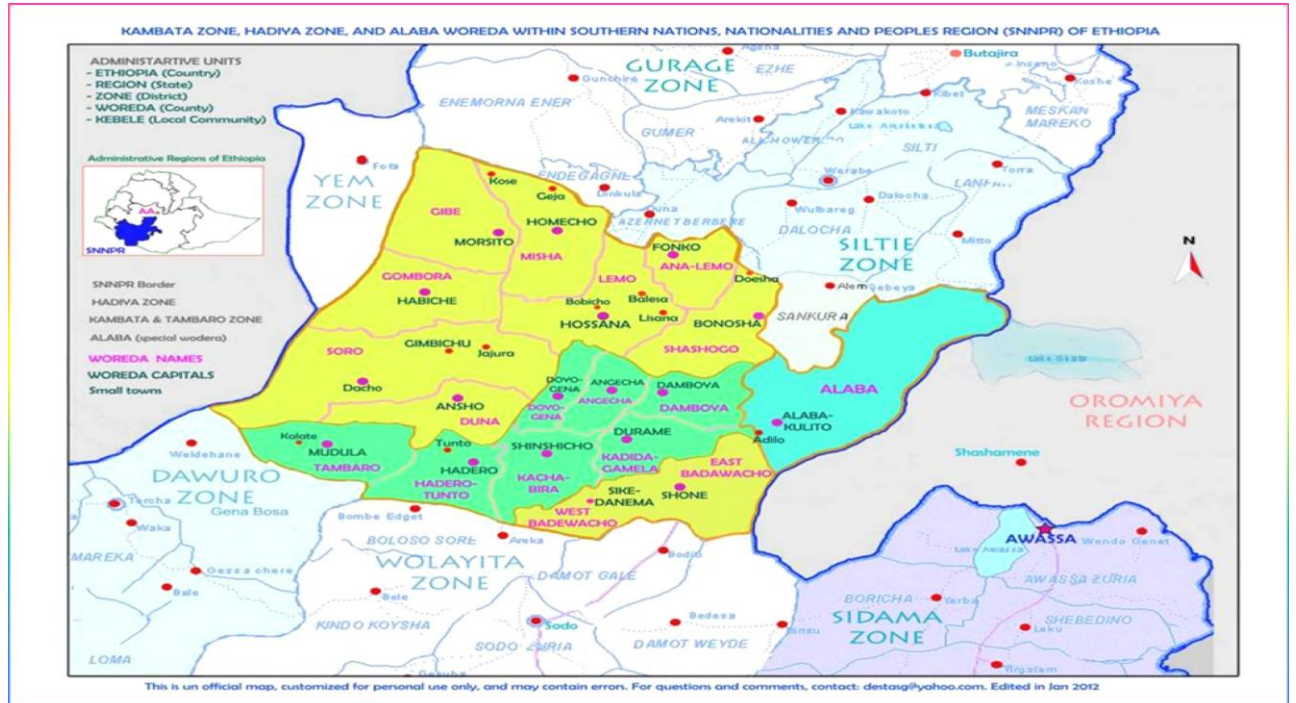 KAMBATA ZONE, HADIYA ZONE, AND ALABA WOREDA WITHIN SOUTHERN NATIONS, NATIONALITIES AND PEOPLES REGION (SNNPR) OF ETHIOPIA
ADMINISTARTIVE UNITS
- ETHIOPIA (Country)
- REGION (State)
- ZONE (District)
- WOREDA (County)
- KEBELE (Local Community)
Administrative Regions of Ethiopia
AA
SNNPR
SNNPR Border
HADIYA ZONE
KAMBATA & TAMBARO ZONE
ALABA (special wodera)
WOREDA NAMES
WOREDA CAPITALS
Small towns
GURAGE
ZONE
EZHE
Butajira
Gunchire
Koshe
ENEMORNA ENER
Kibet
Kawakoto
MESKAN
MAREKO
Arekit
GUMER
SILTI
Fofa
YEM
ZONE
ENDEGAGNE
Werabe
Torra
Dalocha
Wulbareg
DALOCHA
Mitto
SILTIE
ZONE
SANKURA
N
Kose
Geja
GIBE
HOMECHO
MORSITO
MISHA
FONKO
ANA-LEMO
LEMO
Doesha
GOMBORA
HABICHE
Bobicho
Balesa
HOSSANA
Lisana
BONOSHA
SORO
GIMBICHU
Jajura
SHASHOGO
Dacho
ANSHO
DUNA
DOYO-
GENA
DOYO-
GENA
ANGECHA
ANGECHA
DAMBOYA
DAMBOYA
ALABA
ALABA-
KULITO
Adilo
OROMIYA
REGION
Shashamene
Kalate
MUDULA
TAMBARO
Tunto
HADERO
HADERO-
TUNTO
SHINSHICHO
DURAME
KADIDA-
GAMELA
KACHA-
BIRA
EAST
BADAWACHO
SIKE-
DANEMA
SHONE
WEST
BADEWACHO
Weldehane
DAWURO
ZONE
Gena Bosa
Tercha
Waka
MAREKA
Gessa chere
Bale
LOMA
Bombe Edget
Areka
BOLOSO SORE
WOLAYITA
ZONE
Bele
KINDO KOYSHA
DAMOT GALE
Bedesa
Sodo
SODO ZURIA
DAMOT WEYDE
AWASSA
Lake Awassa
Wendo Genet
AWASSA ZURIA
BORICHA
SIDAMA
ZONE
SHEBEDINO
Leku
This is un official map, customized for personal use only, and may contain errors. For questions and comments, contact: destasg@yahoo.com. Edited in Jan 2012